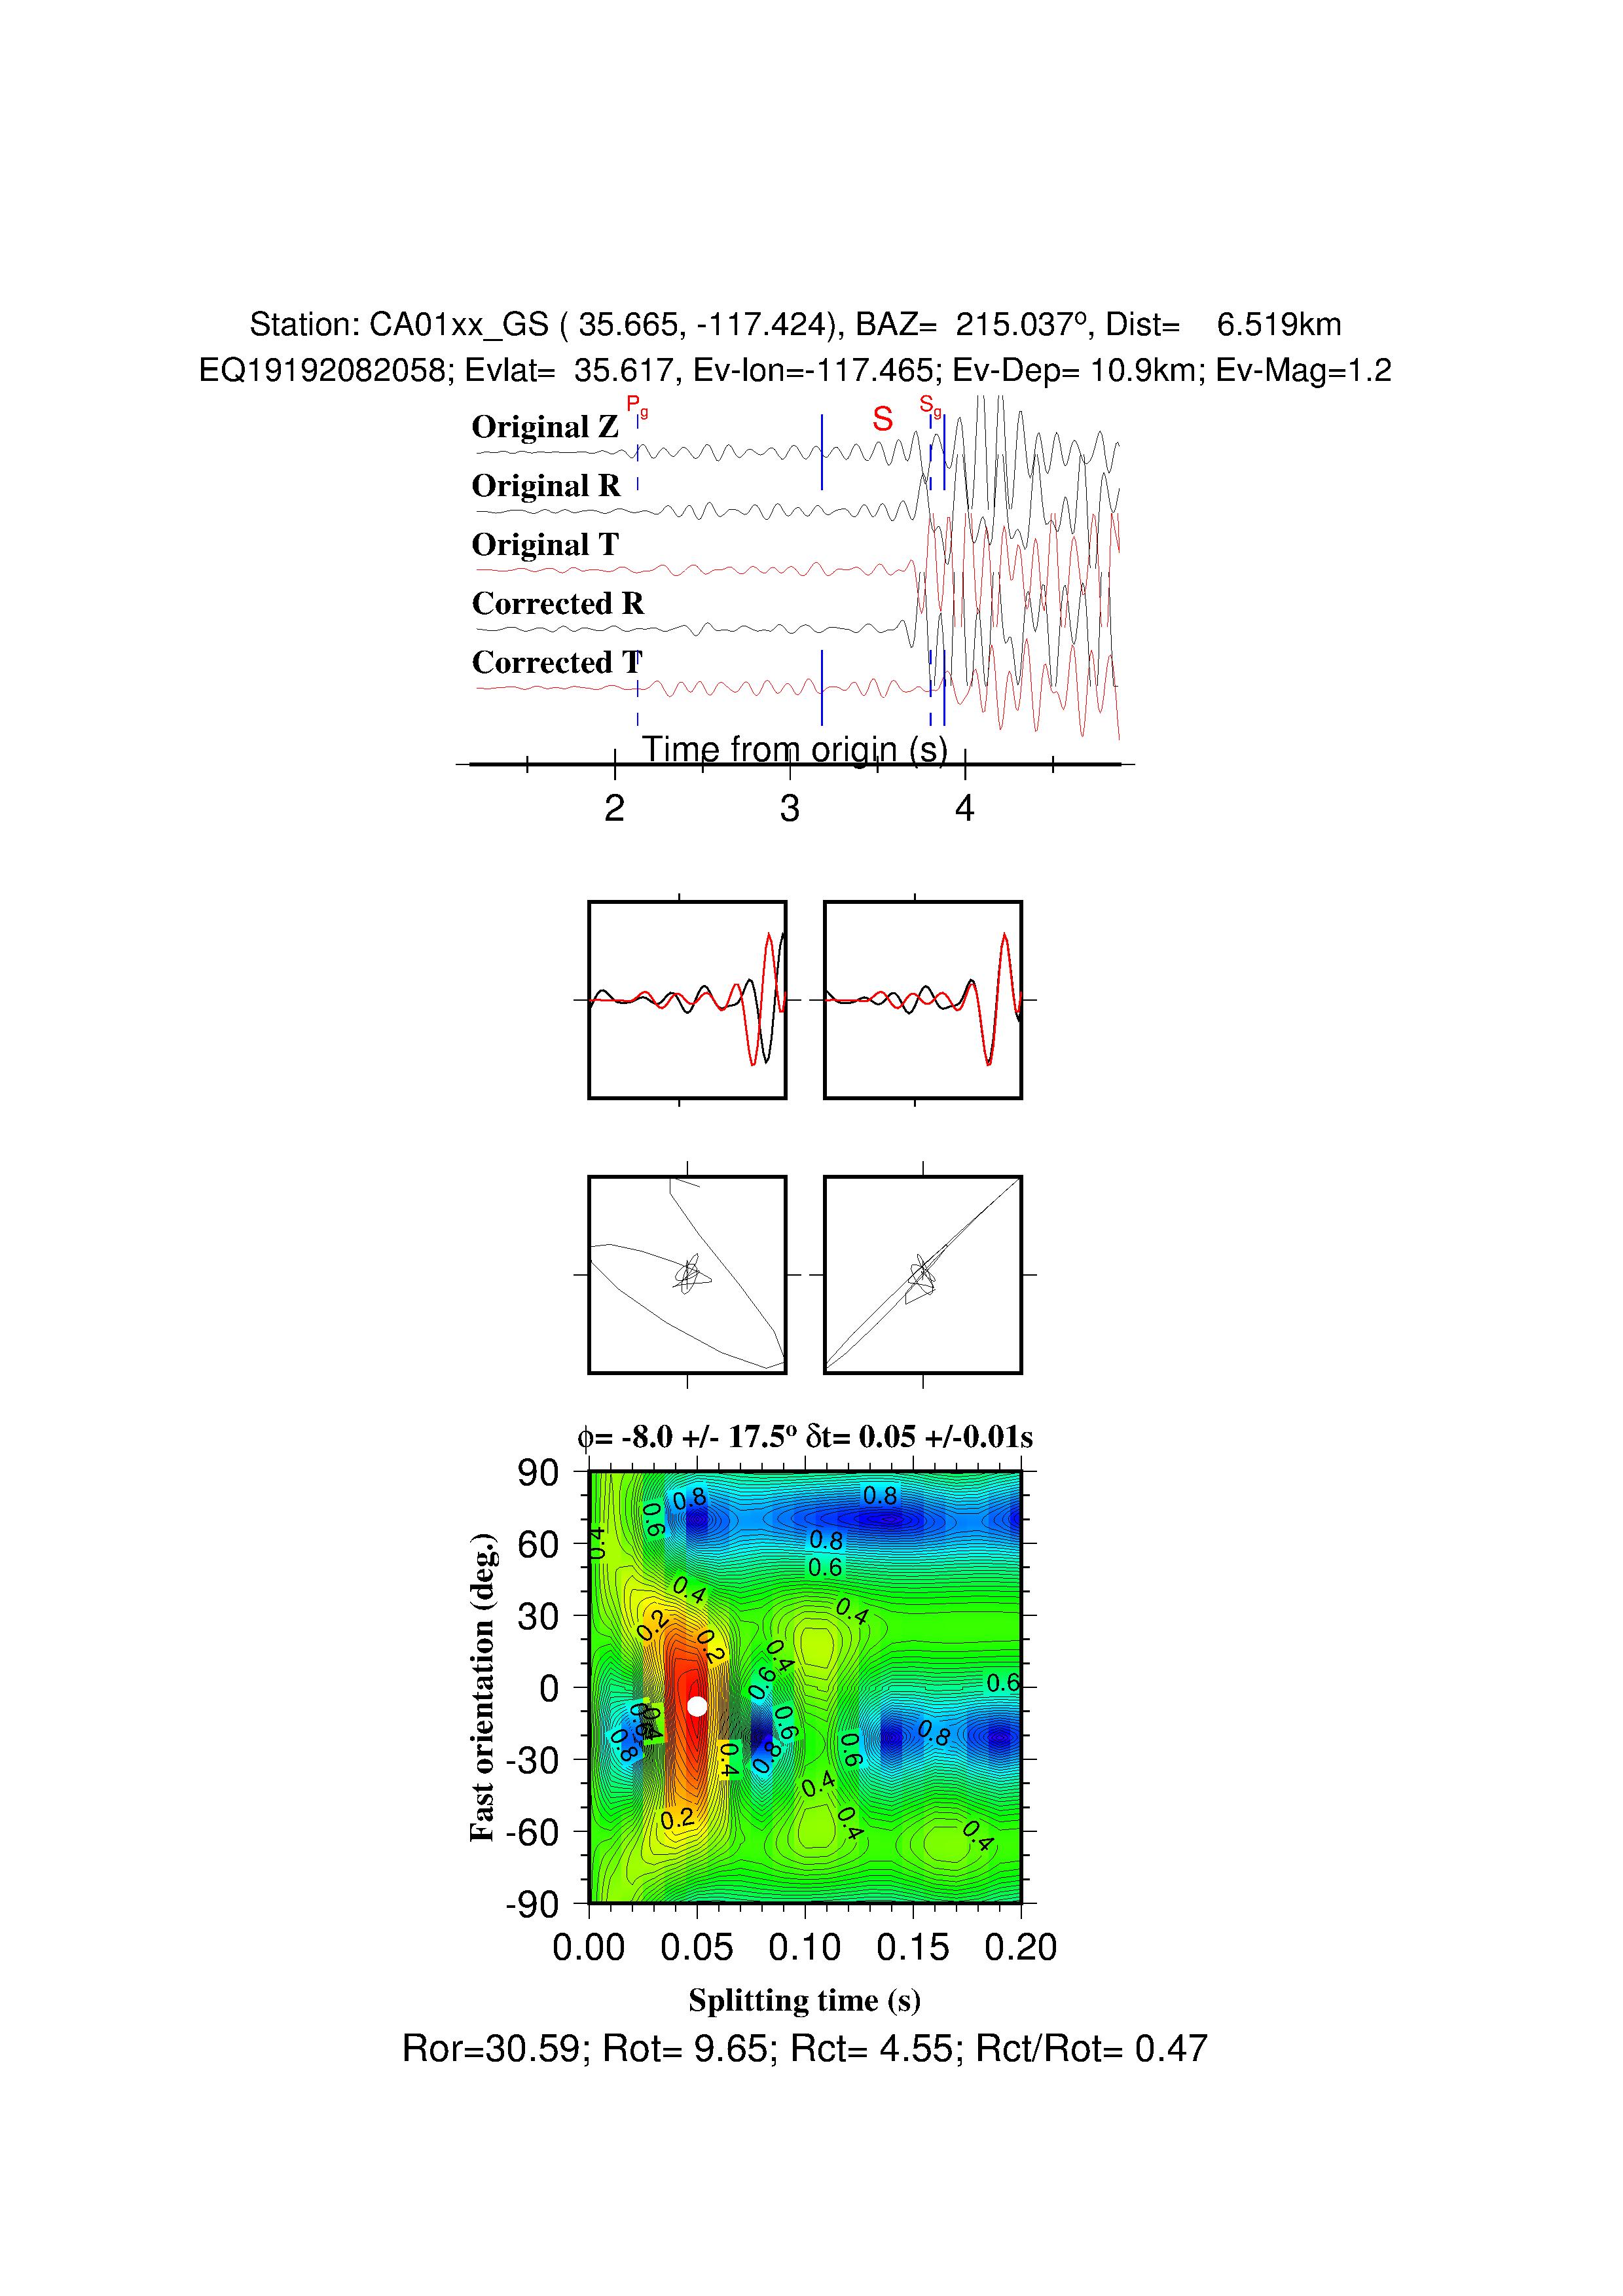 Station: CA01xx_GS ( 35.665, -117.424), BAZ=  215.037º, Dist=    6.519km
EQ19192082058; Evlat=  35.617, Ev-lon=-117.465; Ev-Dep= 10.9km; Ev-Mag=1.2
Pg S Sg
Original Z
Original R
Original T
Corrected R
Corrected T
Time from origin (s)
2 3 4
ϕ= -8.0 +/- 17.5º δt= 0.05 +/-0.01s
90
60
30
0
-30
-60
-90
Fast orientation (deg.)
0.8 0.8
0.6
0.4
0.8
0.6
0.4
0.4
0.2 0.2
0.4
0.6
0.6
0.6 0.4
0.8
0.6
0.8
0.6
0.8
0.4
0.4
0.2
0.4
0.4
0.00 0.05 0.10 0.15 0.20
Splitting time (s)
Ror=30.59; Rot= 9.65; Rct= 4.55; Rct/Rot= 0.47